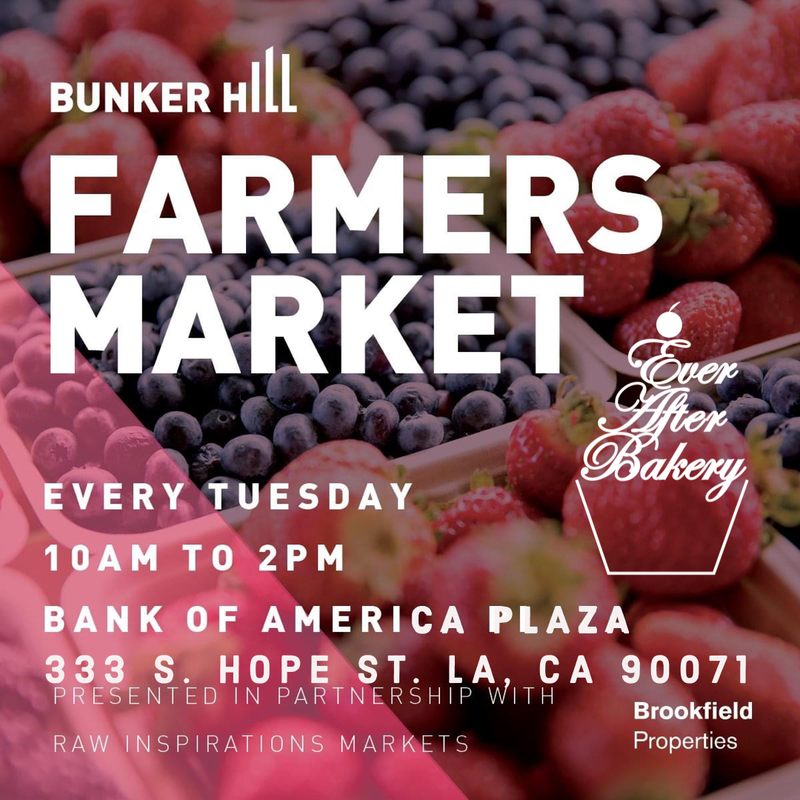 BUNKER HILL
FARMERS
MARKET
Ever
After
Bakery
EVERY TUESDAY
10AM TO 2PM
BANK OF AMERICA PLAZA
333 S. HOPE ST. LA, CA 90071
PRESENTED IN PARTNERSHIP WITH
RAW INSPIRATIONS MARKETS
Brookfield
Properties